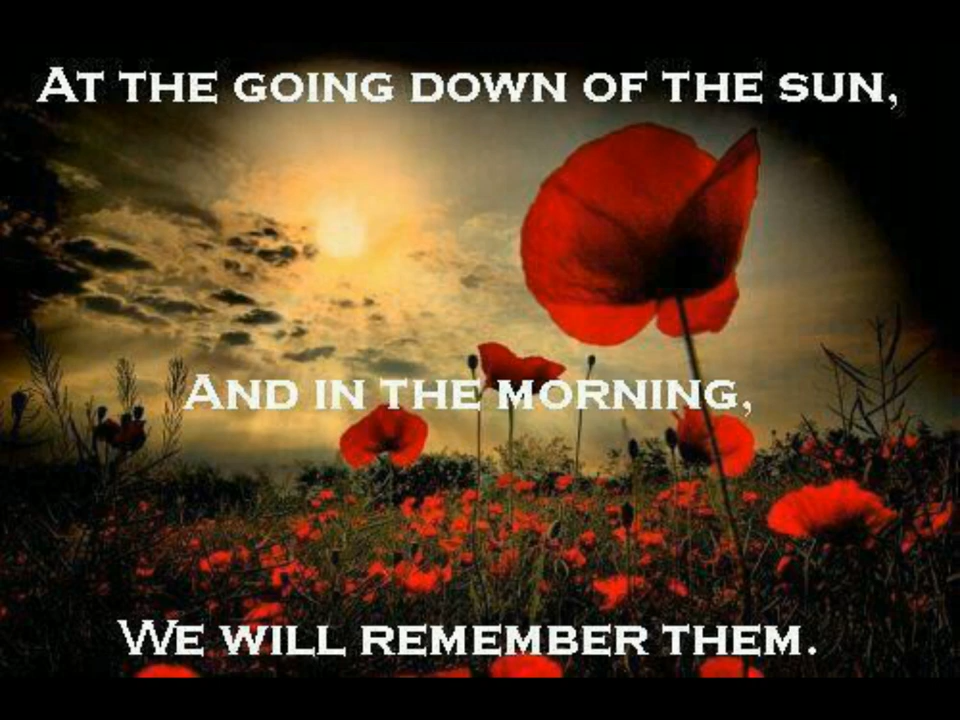 At the going down of the sun,
And in the morning,
We will remember them.